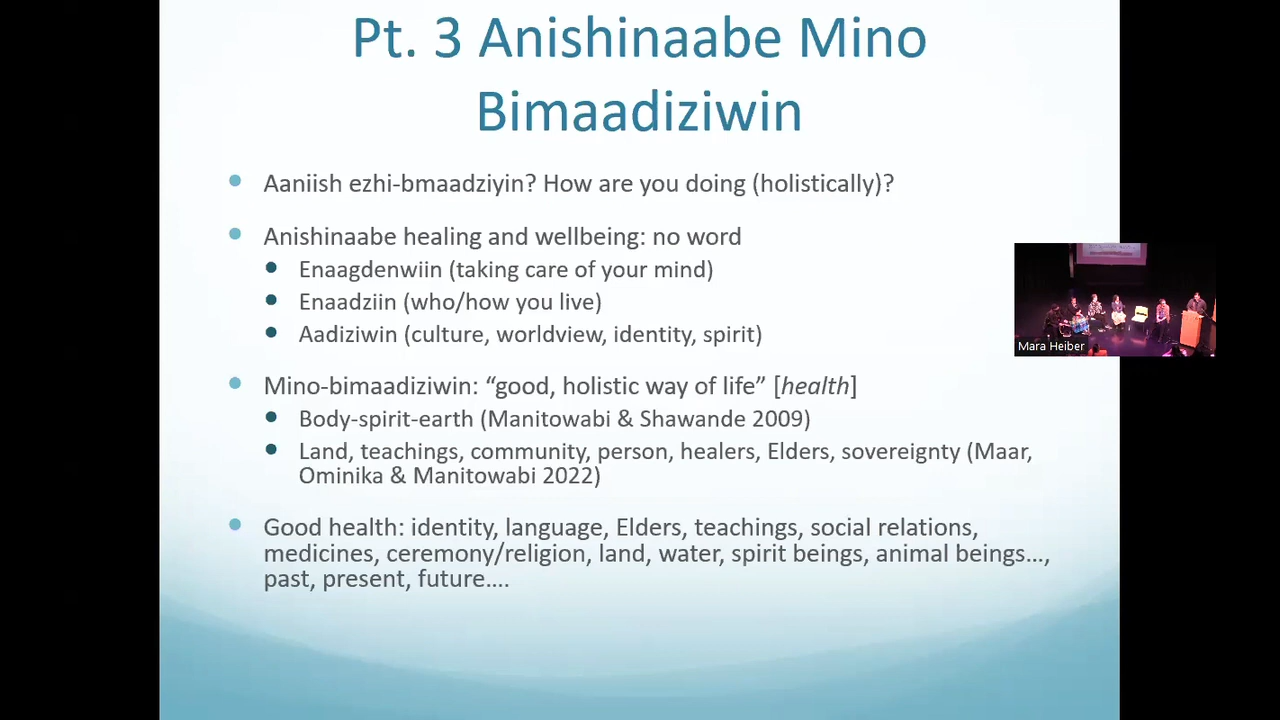 Pt. 3 Anishinaabe Mino
Bimaadiziwin
Aaniish ezhi-bmaadziyin? How are you doing (holistically)?
Anishinaabe healing and wellbeing: no word
Enaagdenwiin (taking care of your mind)
Enaadziin (who/how you live)
Aadiziwin (culture, worldview, identity, spirit)
Mino-bimaadiziwin: “good, holistic way of life” [health]
Body-spirit-earth (Manitowabi & Shawande 2009)
Land, teachings, community, person, healers, Elders, sovereignty (Maar,
Ominika & Manitowabi 2022)
Good health: identity, language, Elders, teachings, social relations,
medicines, ceremony/religion, land, water, spirit beings, animal beings…,
past, present, future….
Mara Heiber